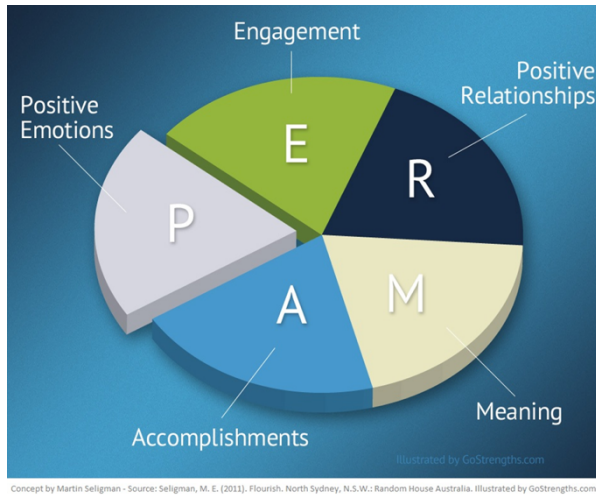 Engagement
Positive
Relationships
Positive
Emotions
E
R
P
M
A
Meaning
Accomplishments
Illustrated by GoStrengths.com
Concept by Martin Seligman - Source: Seligman, M. E. (2011). Flourish. North Sydney, N.S.W.: Random House Australia. Illustrated by GoStrengths.com